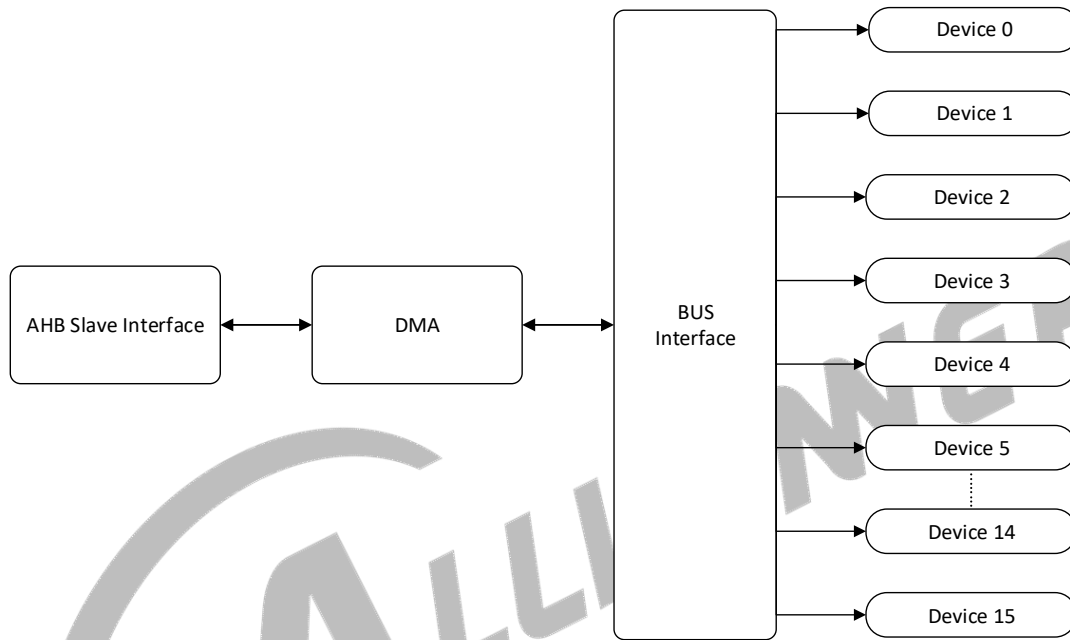 Device 0
Device 1
Device 2
Device 3
AHB Slave Interface
DMA
BUS
Interface
Device 4
Device 5
Device 14
Device 15